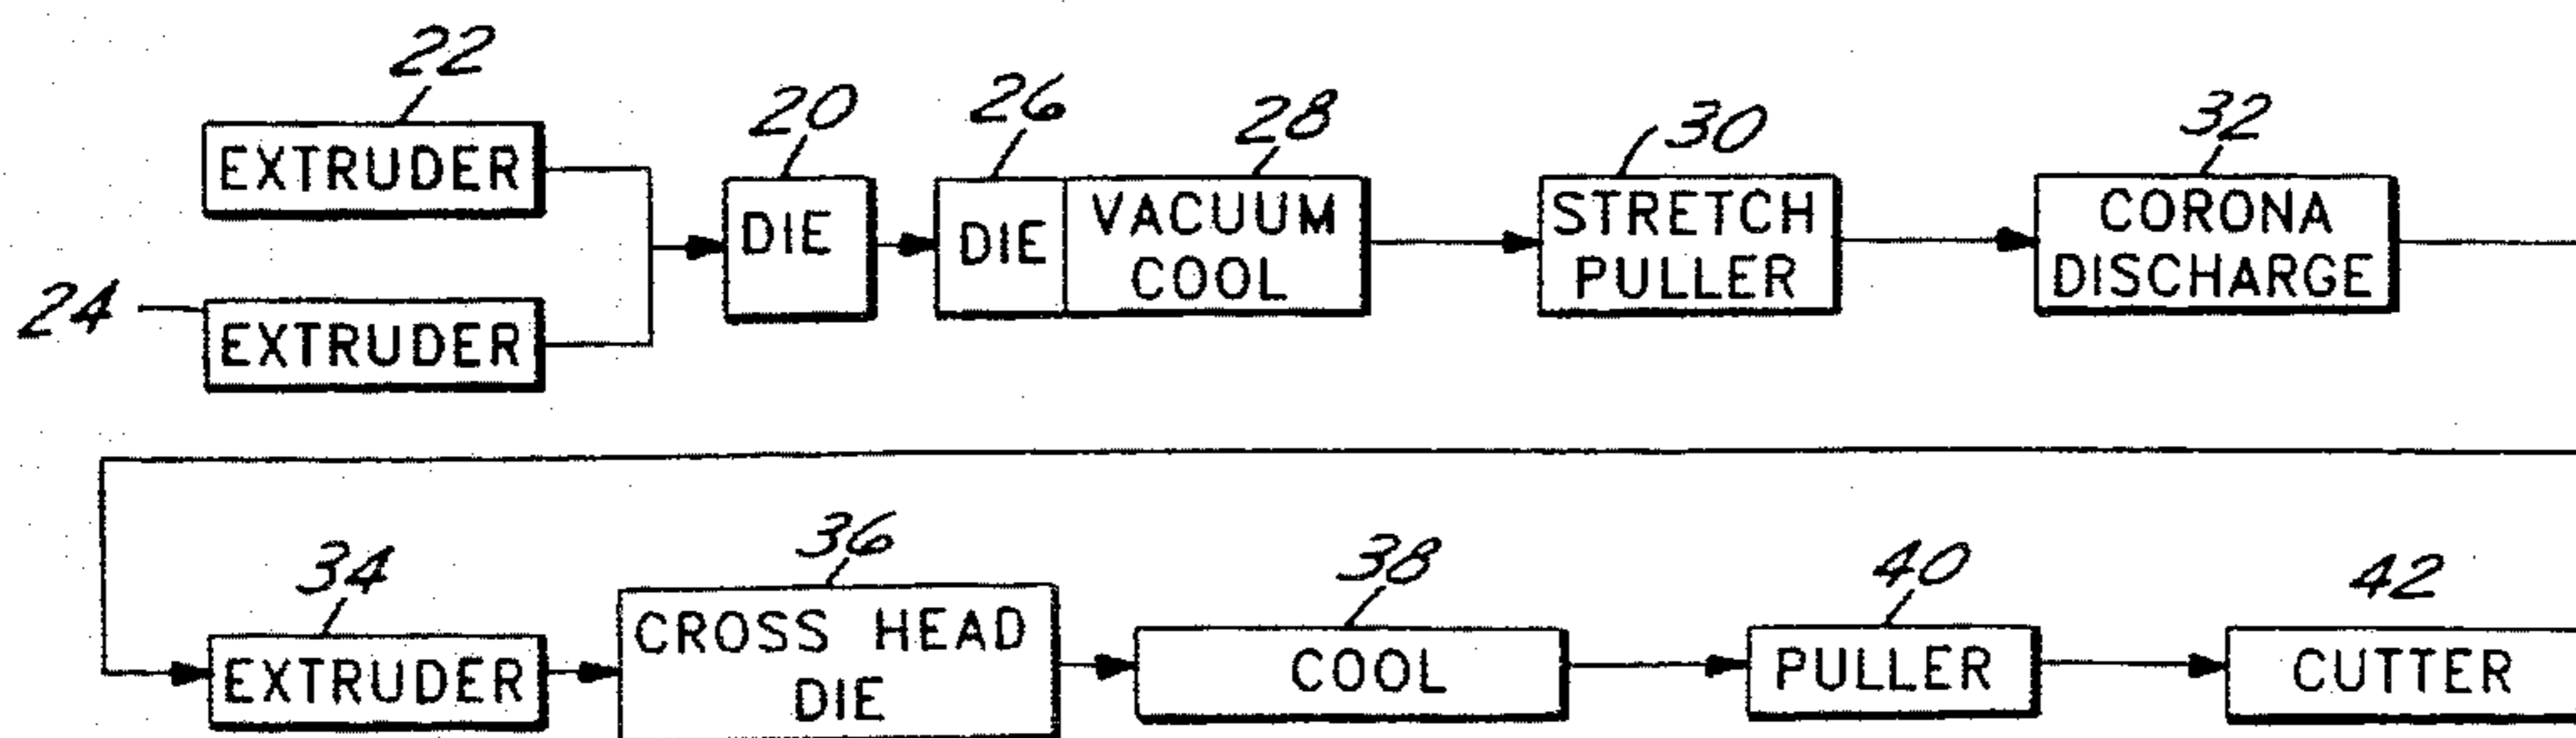 22
EXTRUDER
20
DIE
26
DIE
28
VACUUM
COOL
30
STRETCH
PULLER
32
CORONA
DISCHARGE
24
EXTRUDER
34
EXTRUDER
36
CROSS HEAD
DIE
38
COOL
40
PULLER
42
CUTTER